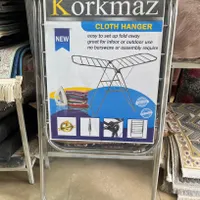 Korkmaz
CLOTH HANGER
NEW
easy to set up fold away
great for indoor or outdoor use
no hardware or assembly require